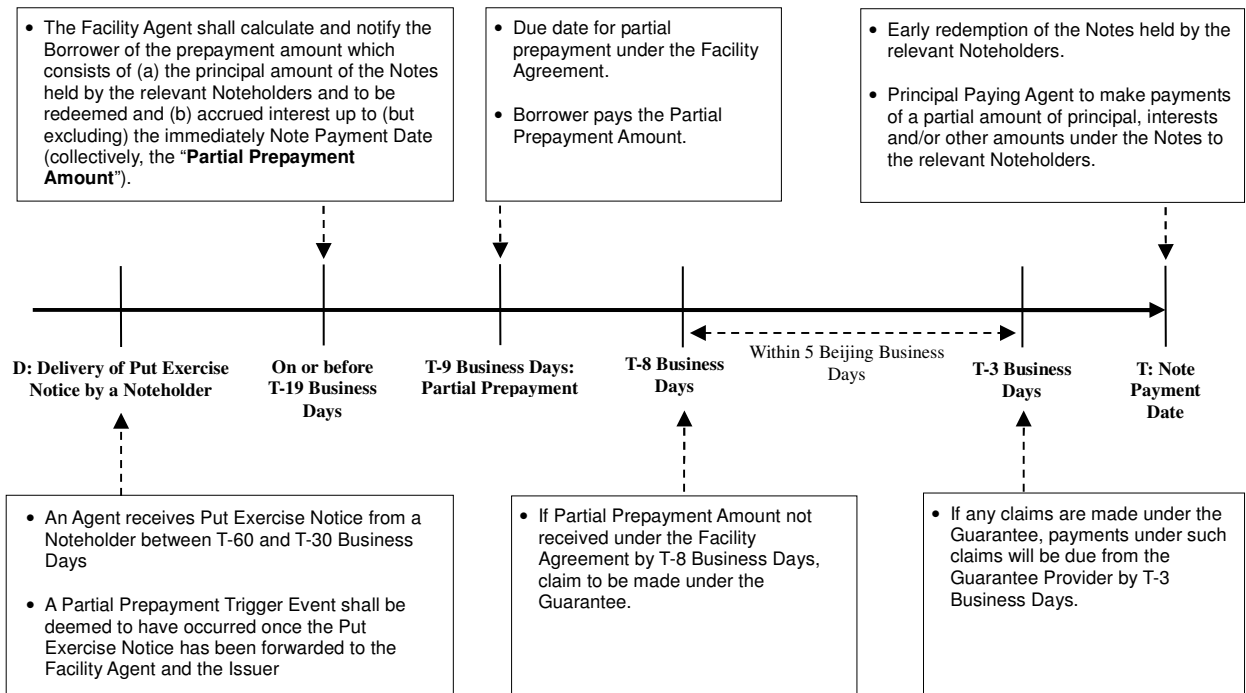 • The Facility Agent shall calculate and notify the
Borrower of the prepayment amount which
consists of (a) the principal amount of the Notes
held by the relevant Noteholders and to be
redeemed and (b) accrued interest up to (but
excluding) the immediately Note Payment Date
(collectively, the “Partial Prepayment
Amount”).
• Due date for partial
prepayment under the Facility
Agreement.
• Borrower pays the Partial
Prepayment Amount.
• Early redemption of the Notes held by the
relevant Noteholders.
• Principal Paying Agent to make payments
of a partial amount of principal, interests
and/or other amounts under the Notes to
the relevant Noteholders.
D: Delivery of Put Exercise
Notice by a Noteholder
On or before
T-19 Business
Days
T-9 Business Days:
Partial Prepayment
T-8 Business
Days
Within 5 Beijing Business
Days
T-3 Business
Days
T: Note
Payment
Date
• An Agent receives Put Exercise Notice from a
Noteholder between T-60 and T-30 Business
Days
• A Partial Prepayment Trigger Event shall be
deemed to have occurred once the Put
Exercise Notice has been forwarded to the
Facility Agent and the Issuer
• If Partial Prepayment Amount not
received under the Facility
Agreement by T-8 Business Days,
claim to be made under the
Guarantee.
• If any claims are made under the
Guarantee, payments under such
claims will be due from the
Guarantee Provider by T-3
Business Days.